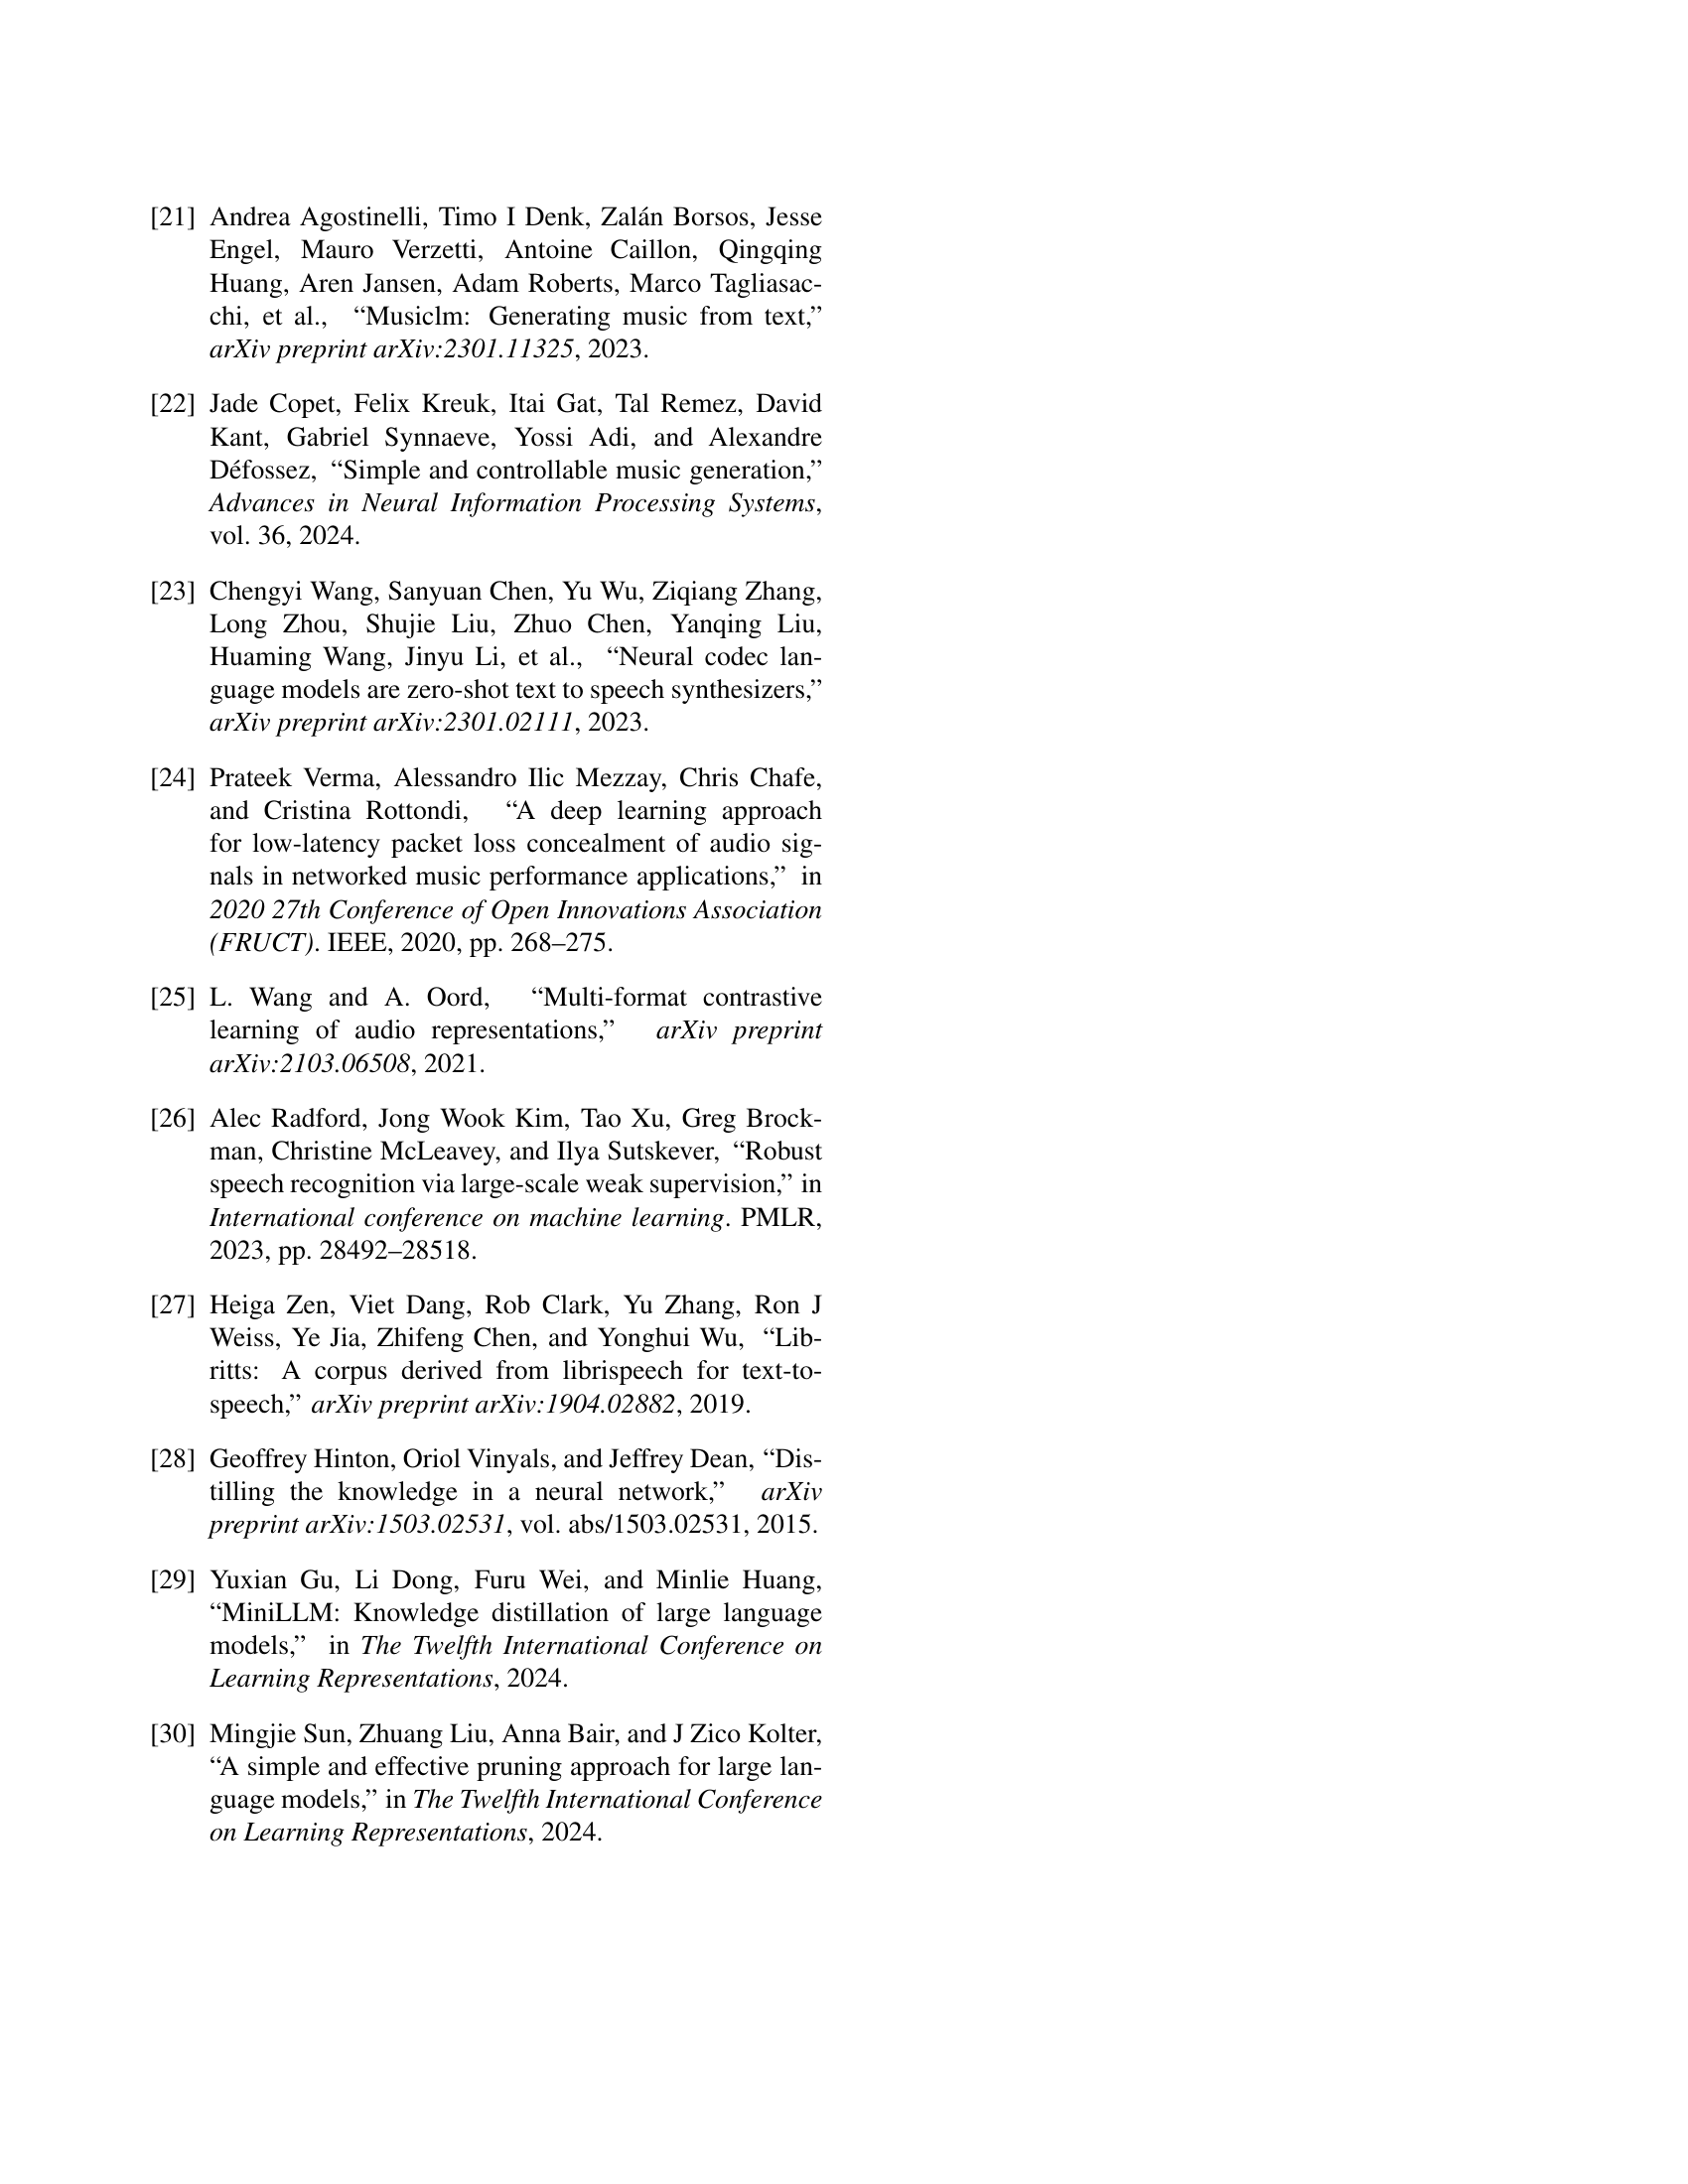 [21] Andrea Agostinelli, Timo I Denk, Zalán Borsos, Jesse
Engel, Mauro Verzetti, Antoine Caillon, Qingqing
Huang, Aren Jansen, Adam Roberts, Marco Tagliasac-
chi, et al., “Musiclm: Generating music from text,”
arXiv preprint arXiv:2301.11325, 2023.
[22] Jade Copet, Felix Kreuk, Itai Gat, Tal Remez, David
Kant, Gabriel Synnaeve, Yossi Adi, and Alexandre
Défossez, “Simple and controllable music generation,”
Advances in Neural Information Processing Systems,
vol. 36, 2024.
[23] Chengyi Wang, Sanyuan Chen, Yu Wu, Ziqiang Zhang,
Long Zhou, Shujie Liu, Zhuo Chen, Yanqing Liu,
Huaming Wang, Jinyu Li, et al., “Neural codec lan-
guage models are zero-shot text to speech synthesizers,”
arXiv preprint arXiv:2301.02111, 2023.
[24] Prateek Verma, Alessandro Ilic Mezzay, Chris Chafe,
and Cristina Rottondi, “A deep learning approach
for low-latency packet loss concealment of audio sig-
nals in networked music performance applications,” in
2020 27th Conference of Open Innovations Association
(FRUCT). IEEE, 2020, pp. 268–275.
[25] L. Wang and A. Oord, “Multi-format contrastive
learning of audio representations,” arXiv preprint
arXiv:2103.06508, 2021.
[26] Alec Radford, Jong Wook Kim, Tao Xu, Greg Brock-
man, Christine McLeavey, and Ilya Sutskever, “Robust
speech recognition via large-scale weak supervision,” in
International conference on machine learning. PMLR,
2023, pp. 28492–28518.
[27] Heiga Zen, Viet Dang, Rob Clark, Yu Zhang, Ron J
Weiss, Ye Jia, Zhifeng Chen, and Yonghui Wu, “Lib-
ritts: A corpus derived from librispeech for text-to-
speech,” arXiv preprint arXiv:1904.02882, 2019.
[28] Geoffrey Hinton, Oriol Vinyals, and Jeffrey Dean, “Dis-
tilling the knowledge in a neural network,” arXiv
preprint arXiv:1503.02531, vol. abs/1503.02531, 2015.
[29] Yuxian Gu, Li Dong, Furu Wei, and Minlie Huang,
“MiniLLM: Knowledge distillation of large language
models,” in The Twelfth International Conference on
Learning Representations, 2024.
[30] Mingjie Sun, Zhuang Liu, Anna Bair, and J Zico Kolter,
“A simple and effective pruning approach for large lan-
guage models,” in The Twelfth International Conference
on Learning Representations, 2024.